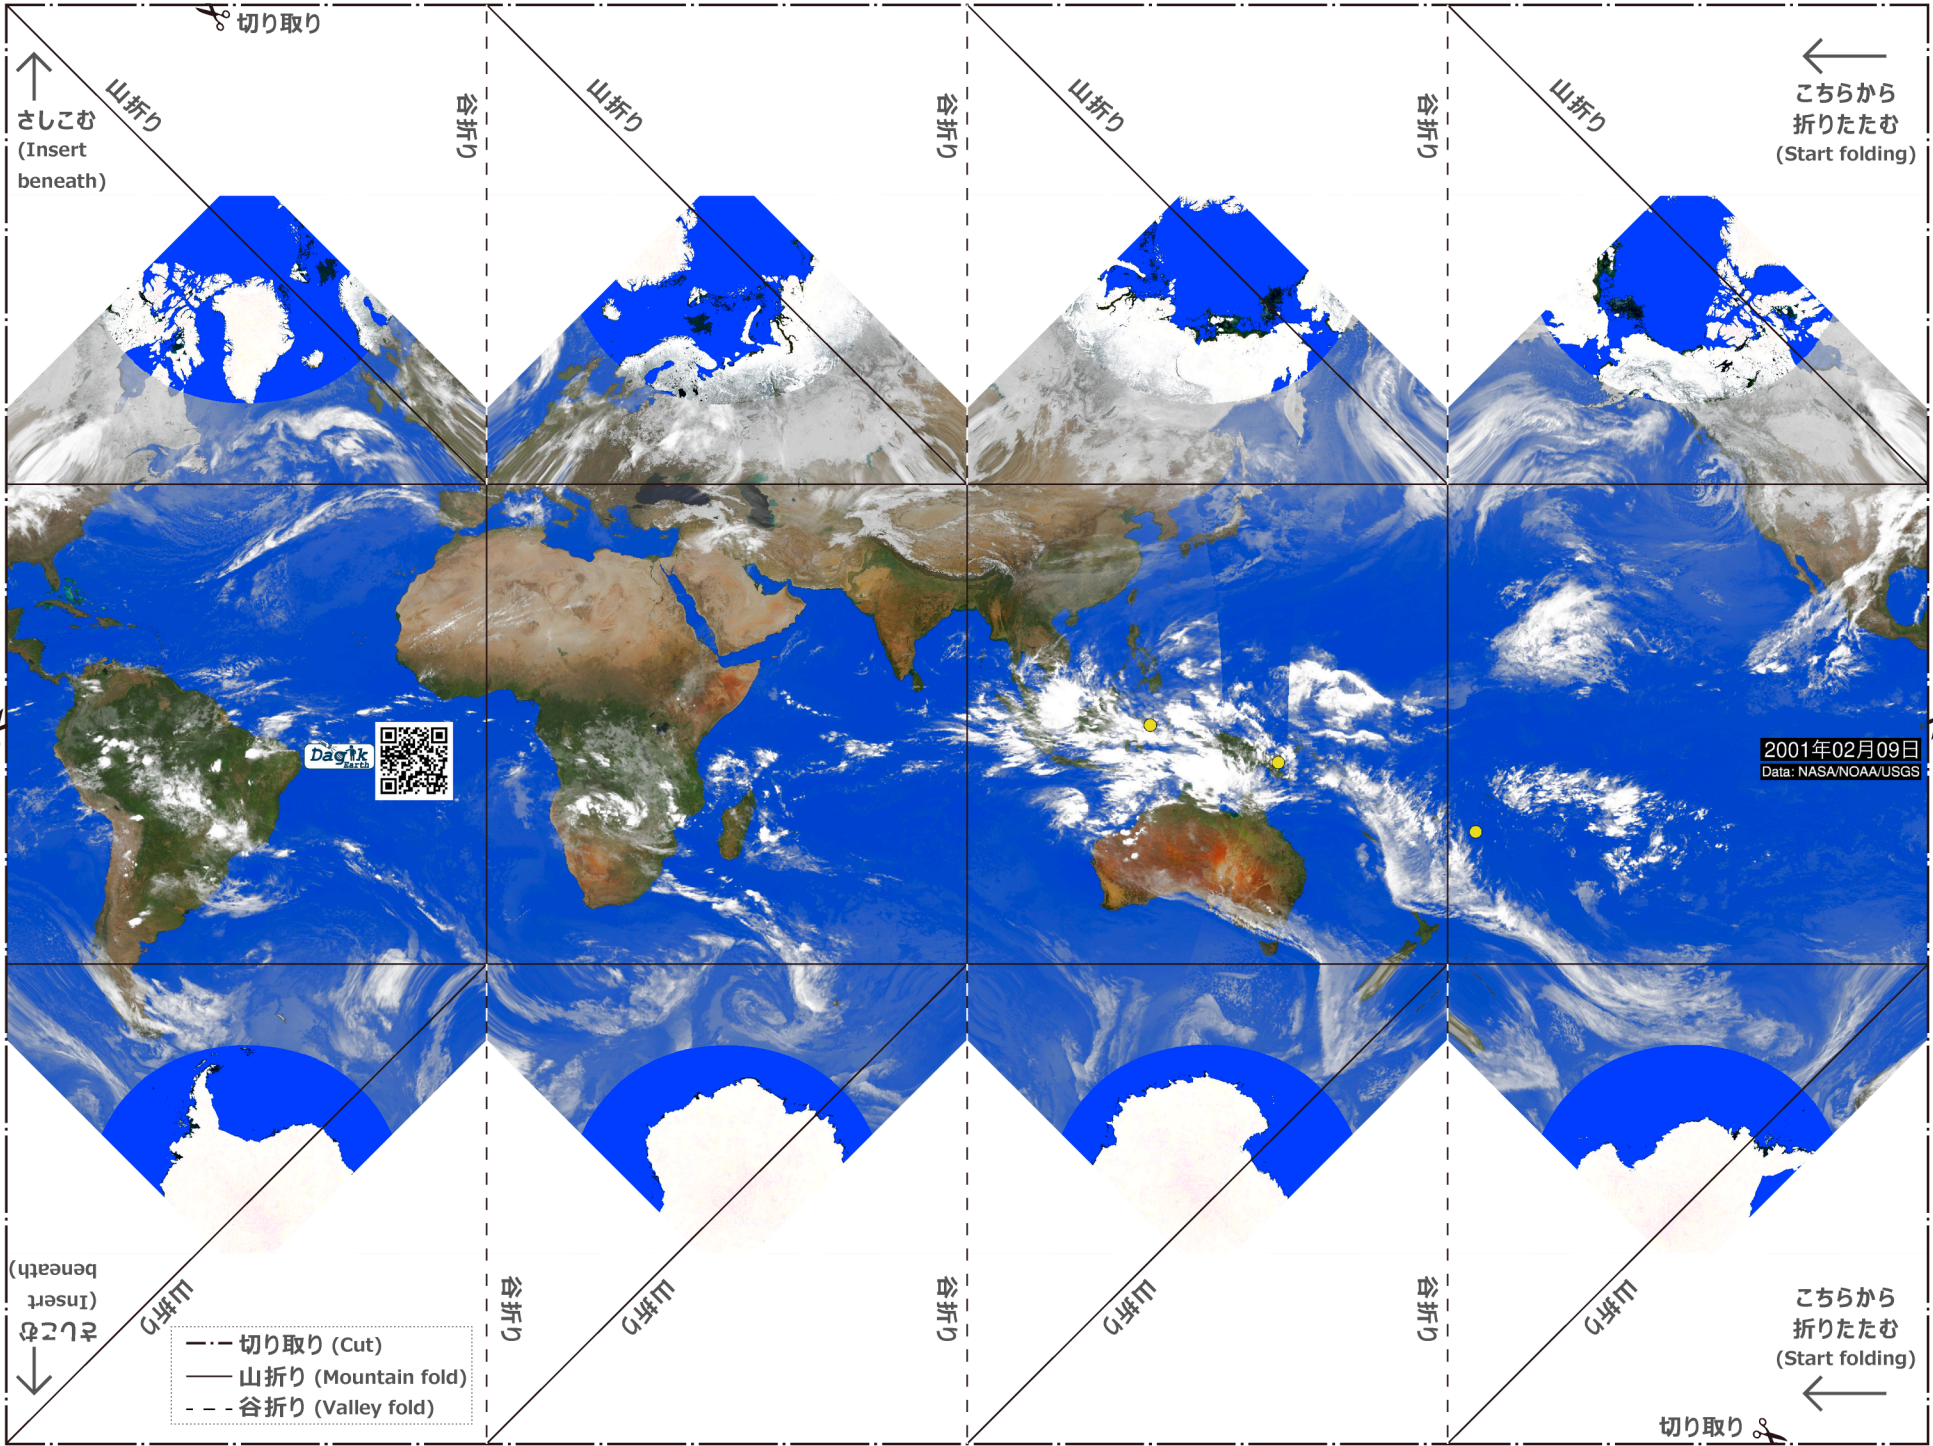 切り取り
さしこむ
(Insert
beneath)
山折り
谷折り
山折り
谷折り
山折り
谷折り
山折り
こちらから
折りたたむ
(Start folding)
Dagik
Earth
2001年02月09日
Data: NASA/NOAA/USGS
さしこむ
(Insert
beneath)
山折り
谷折り
山折り
谷折り
山折り
谷折り
山折り
こちらから
折りたたむ
(Start folding)
切り取り (Cut)
山折り (Mountain fold)
谷折り (Valley fold)
切り取り